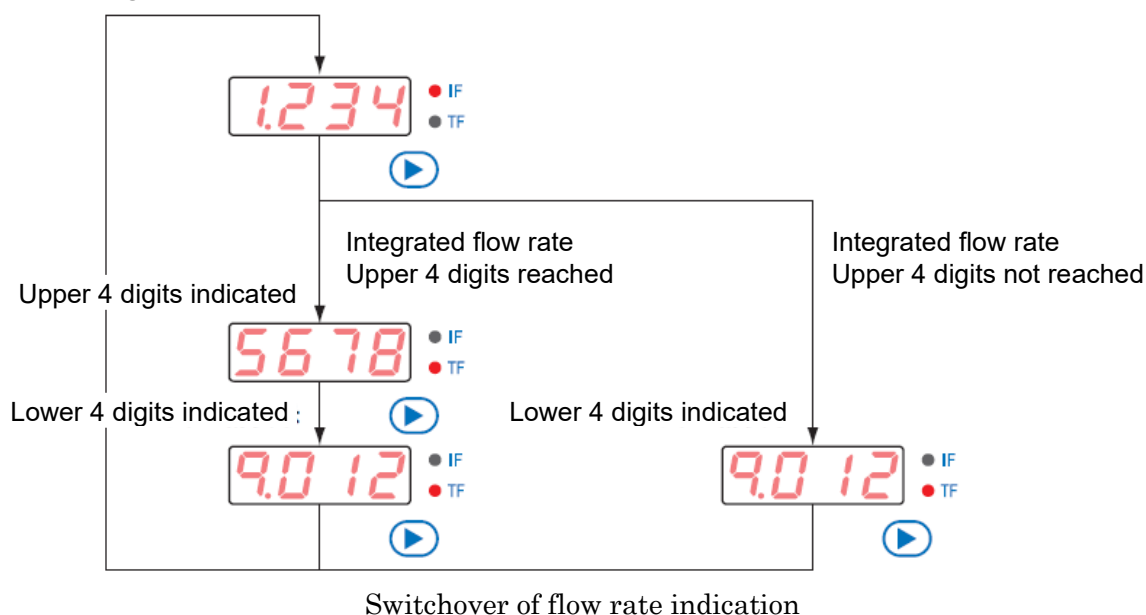 1.234
IF
TF
Integrated flow rate
Upper 4 digits reached
Integrated flow rate
Upper 4 digits not reached
Upper 4 digits indicated
5678
IF
TF
Lower 4 digits indicated :
Lower 4 digits indicated
9.012
IF
TF
9.012
IF
TF
Switchover of flow rate indication